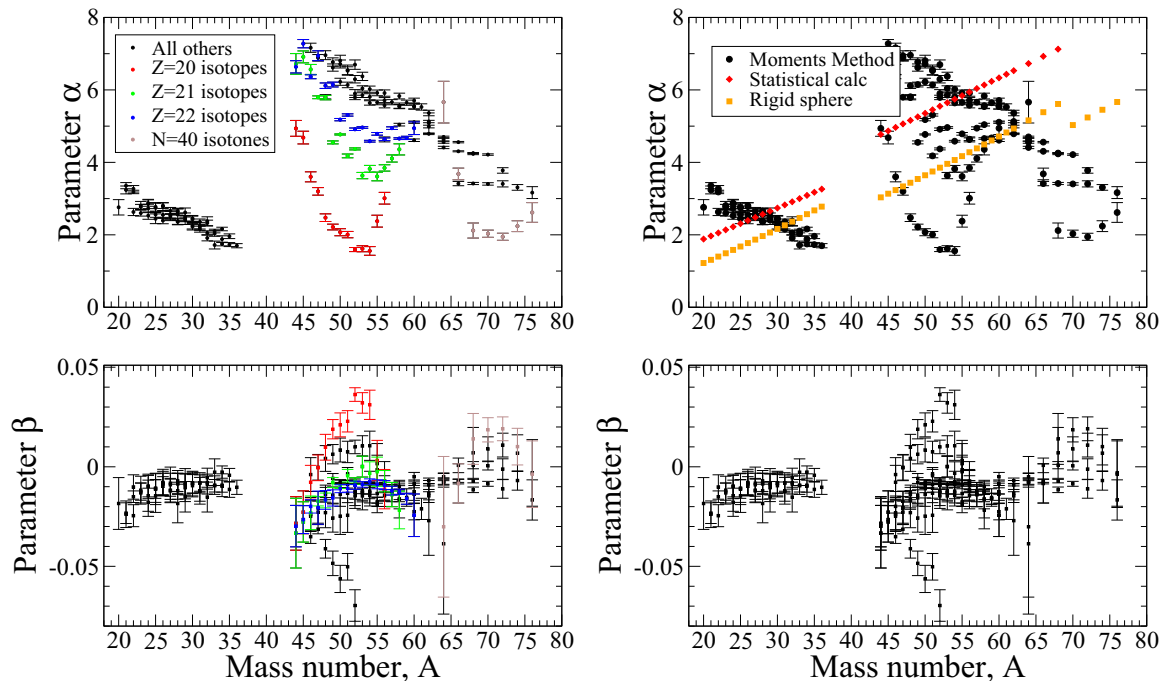 8
6
4
2
0
Parameter α
All others
Z=20 isotopes
Z=21 isotopes
Z=22 isotopes
N=40 isotones
20 25 30 35 40 45 50 55 60 65 70 75 80
8
6
4
2
0
Parameter α
Moments Method
Statistical calc
Rigid sphere
20 25 30 35 40 45 50 55 60 65 70 75 80
0.05
0
-0.05
Parameter β
20 25 30 35 40 45 50 55 60 65 70 75 80
Mass number, A
0.05
0
-0.05
Parameter β
20 25 30 35 40 45 50 55 60 65 70 75 80
Mass number, A